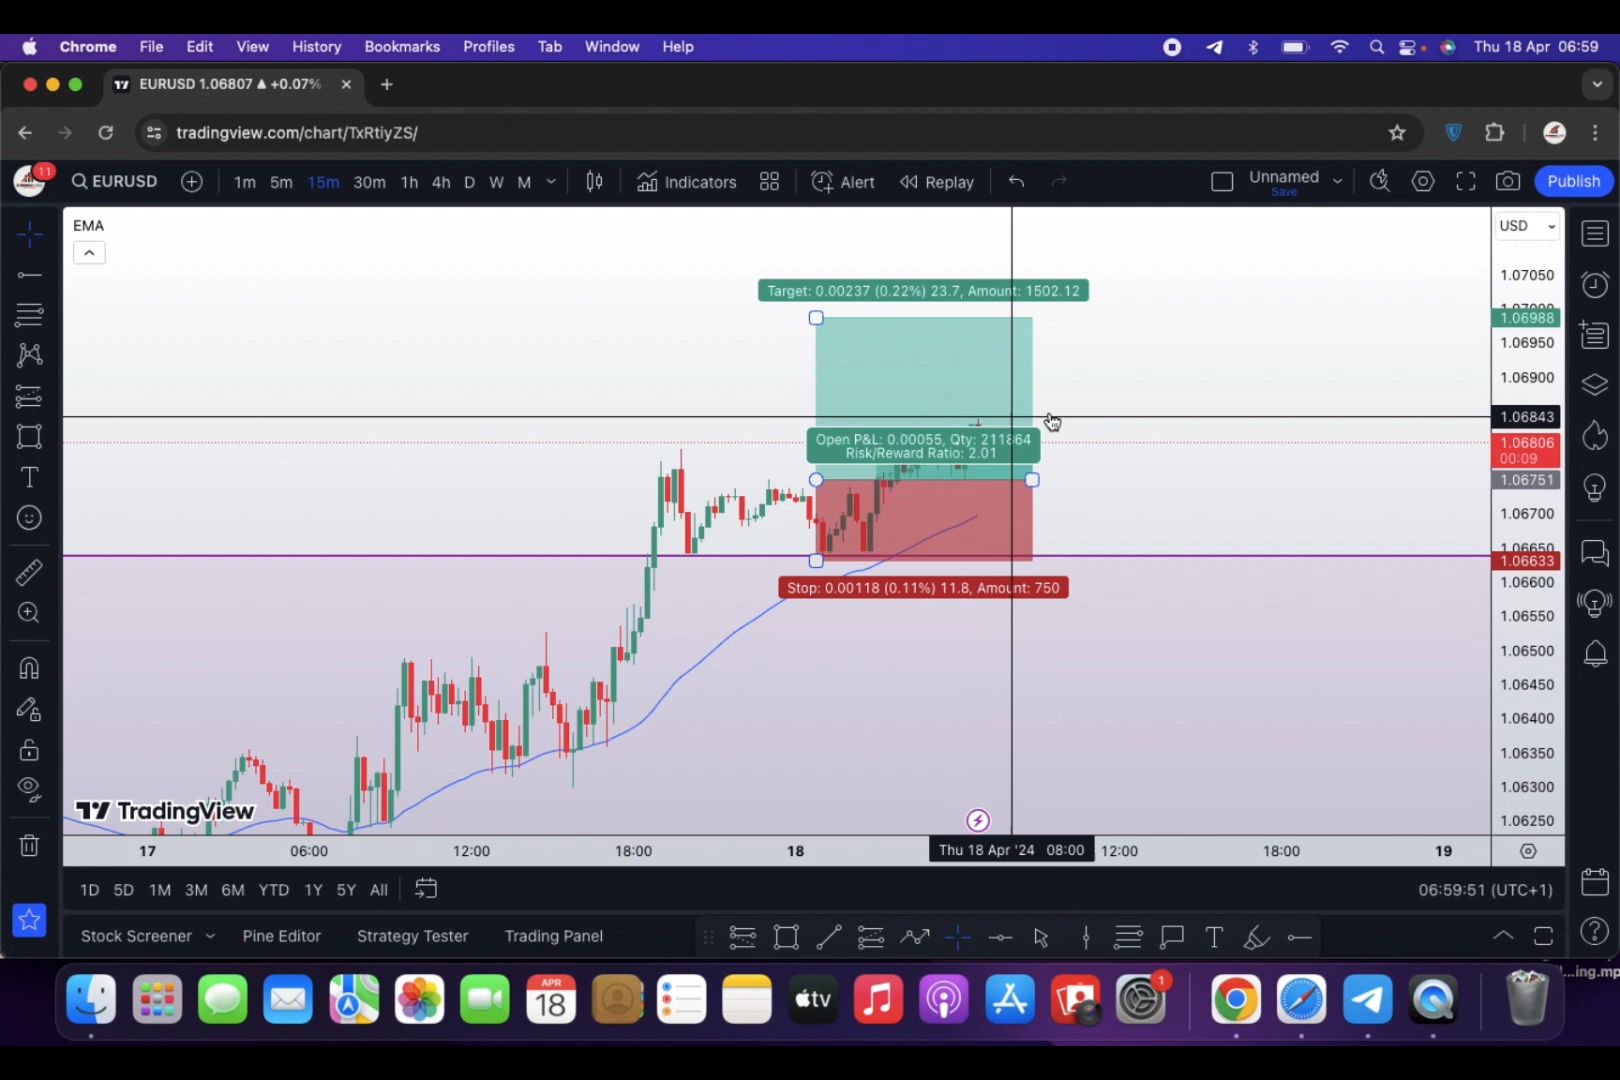 Chrome File Edit View History Bookmarks Profiles Tab Window Help Thu 18 Apr 06:59
EURUSD 1.06807 ▲ +0.07%
tradingview.com/chart/TxRtiyZS/
11 EURUSD 1m 5m 15m 30m 1h 4h D W M Indicators Alert Replay Unnamed Publish
Save
EMA
USD
Target: 0.00237 (0.22%) 23.7, Amount: 1502.12
Open P&L: 0.00055, Qty: 211864
Risk/Reward Ratio: 2.01
Stop: 0.00118 (0.11%) 11.8, Amount: 750
1.07050
1.06988
1.06950
1.06900
1.06843
1.06806
00:09
1.06751
1.06700
1.06650
1.06633
1.06600
1.06550
1.06500
1.06450
1.06400
1.06350
1.06300
1.06250
TradingView
17 06:00 12:00 18:00 18 Thu 18 Apr '24 08:00 12:00 18:00 19
1D 5D 1M 3M 6M YTD 1Y 5Y All 06:59:51 (UTC+1)
Stock Screener Pine Editor Strategy Tester Trading Panel
...ing.mp
APR
18
tv
1